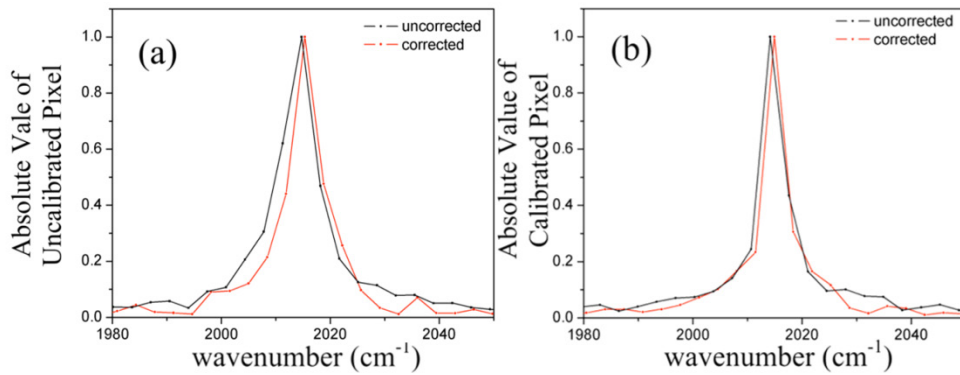 (a)
uncorrected
corrected
Absolute Vale of
Uncalibrated Pixel
1.0
0.8
0.6
0.4
0.2
0.0
1980
2000
2020
2040
wavenumber (cm⁻¹)
(b)
uncorrected
corrected
Absolute Value of
Calibrated Pixel
1.0
0.8
0.6
0.4
0.2
0.0
1980
2000
2020
2040
wavenumber (cm⁻¹)